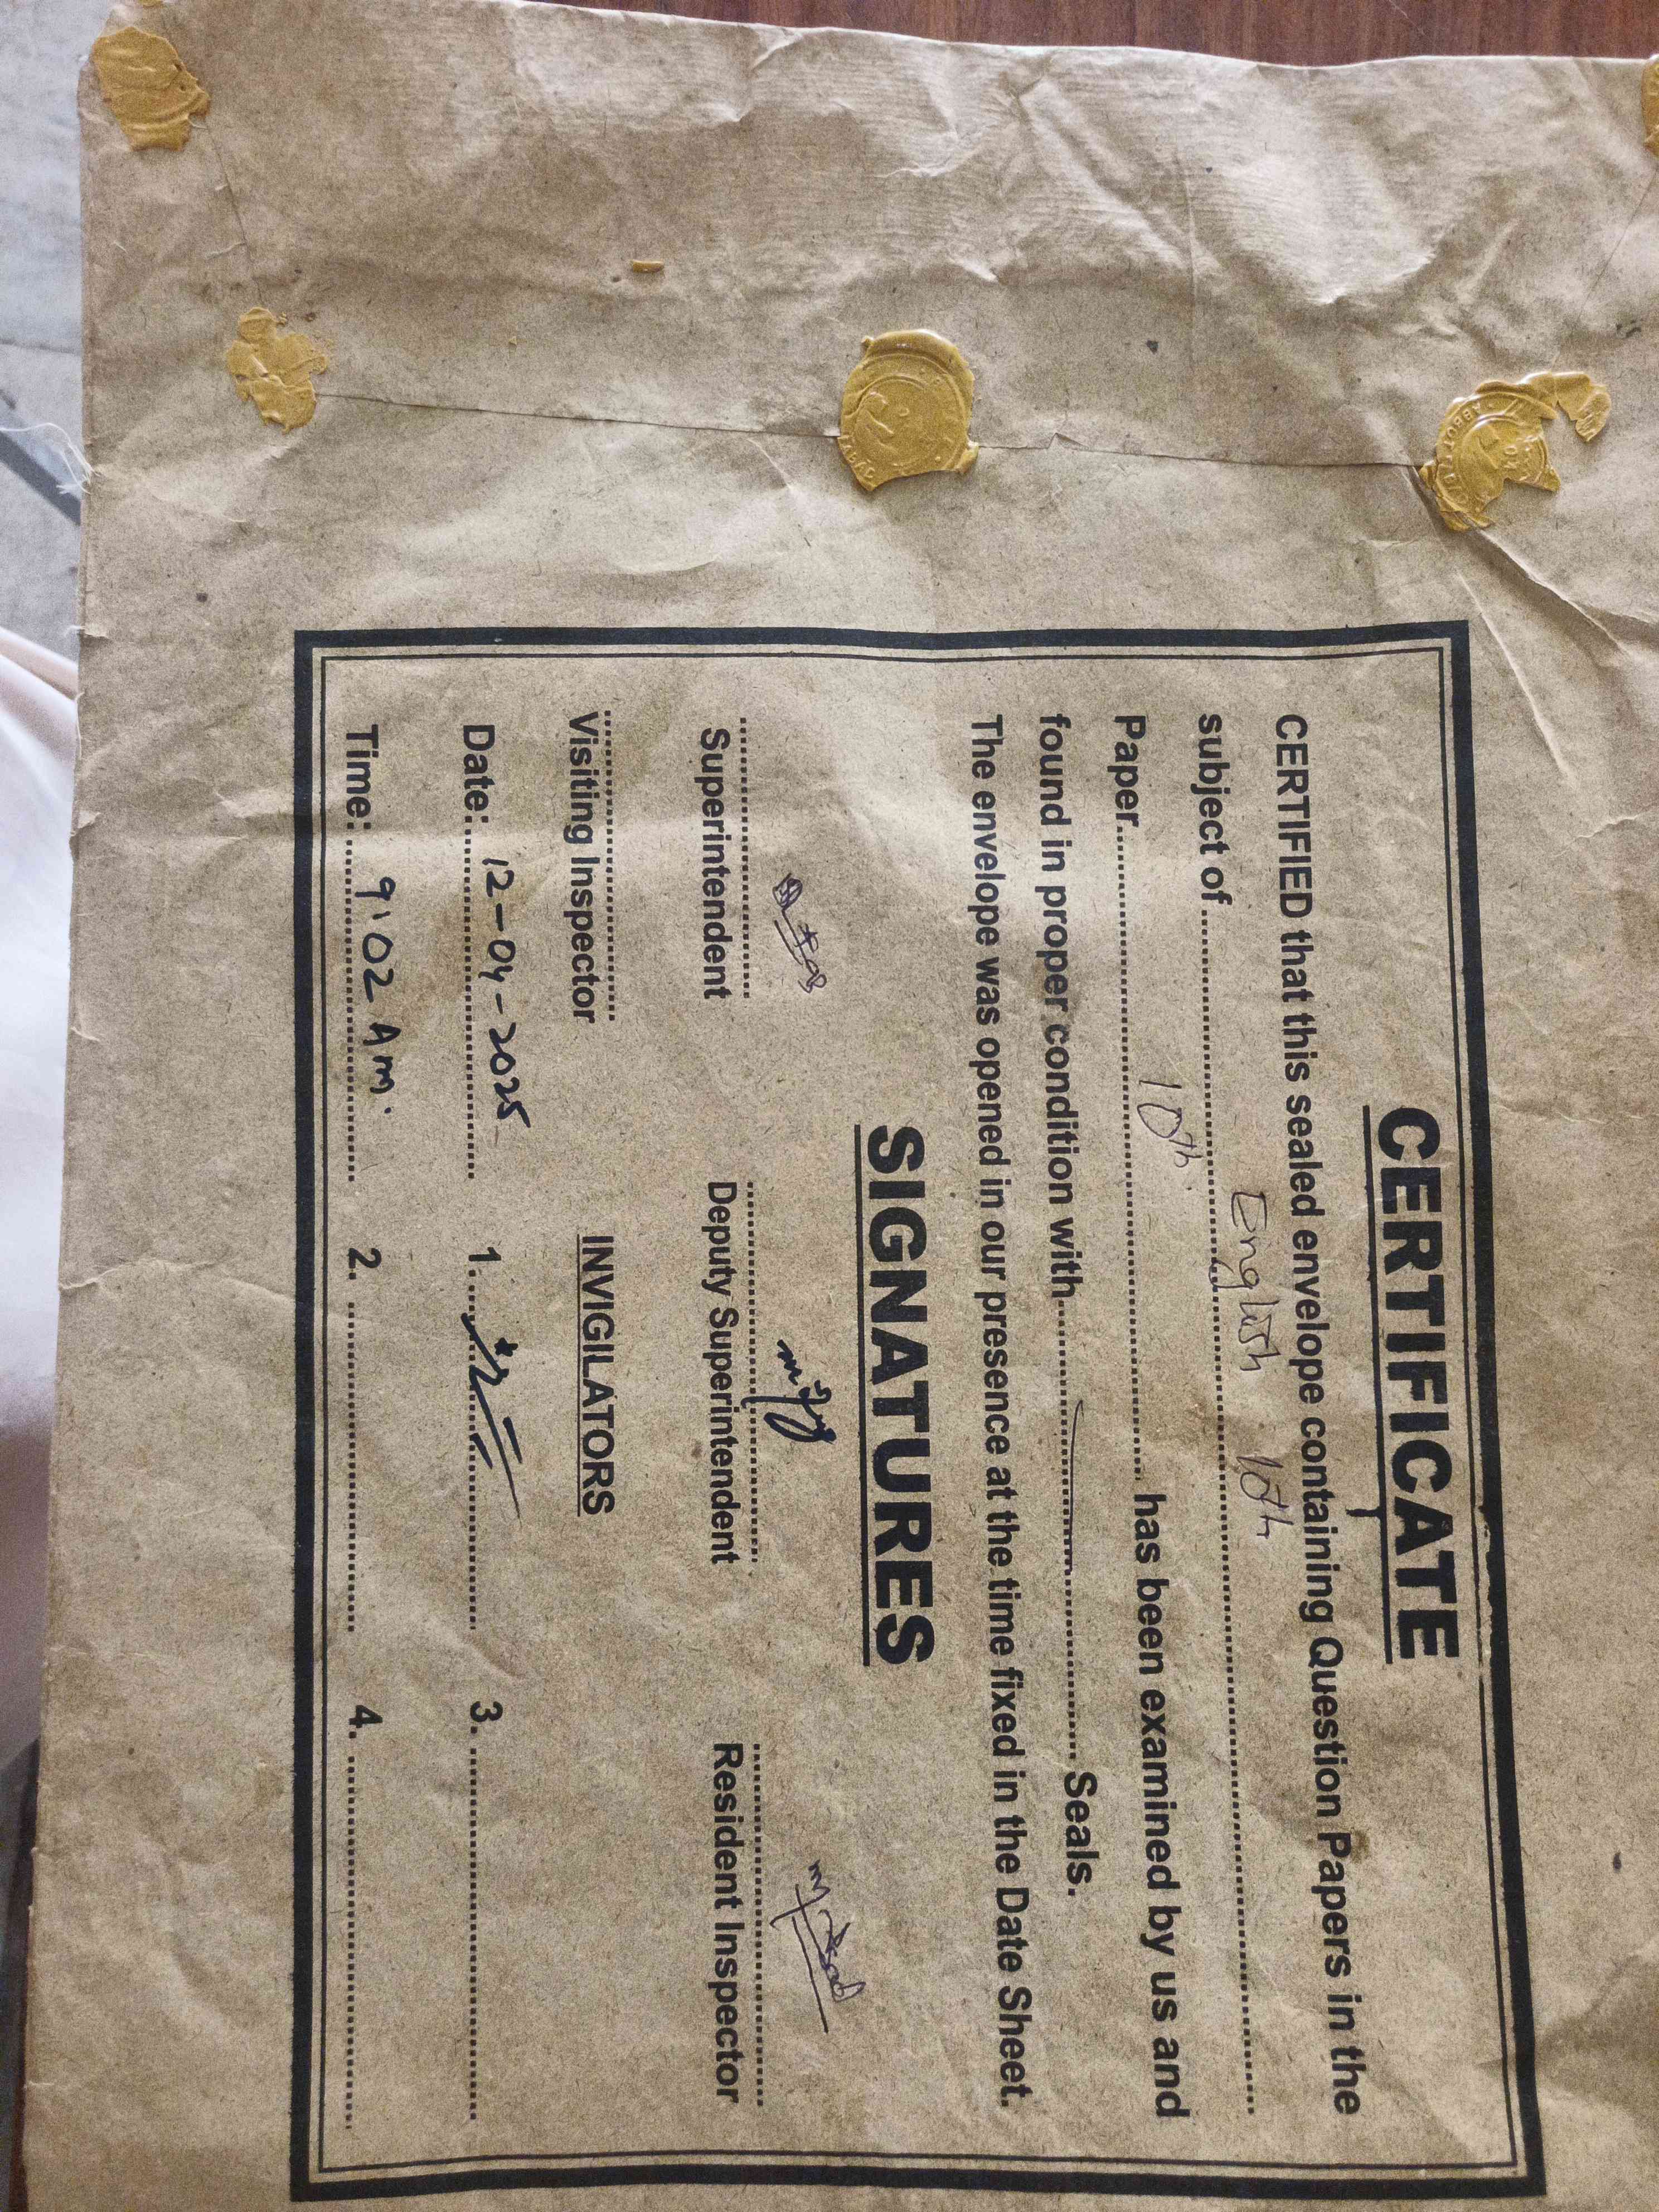 CERTIFICATE
CERTIFIED that this sealed envelope containing Question Papers in the
subject of English 10th
Paper 10th. has been examined by us and
found in proper condition with Seals.
The envelope was opened in our presence at the time fixed in the Date Sheet.
SIGNATURES
Superintendent Deputy Superintendent Resident Inspector
Visiting Inspector INVIGILATORS
Date: 12-04-2025 1. 3.
Time: 9:02 Am. 2. 4.